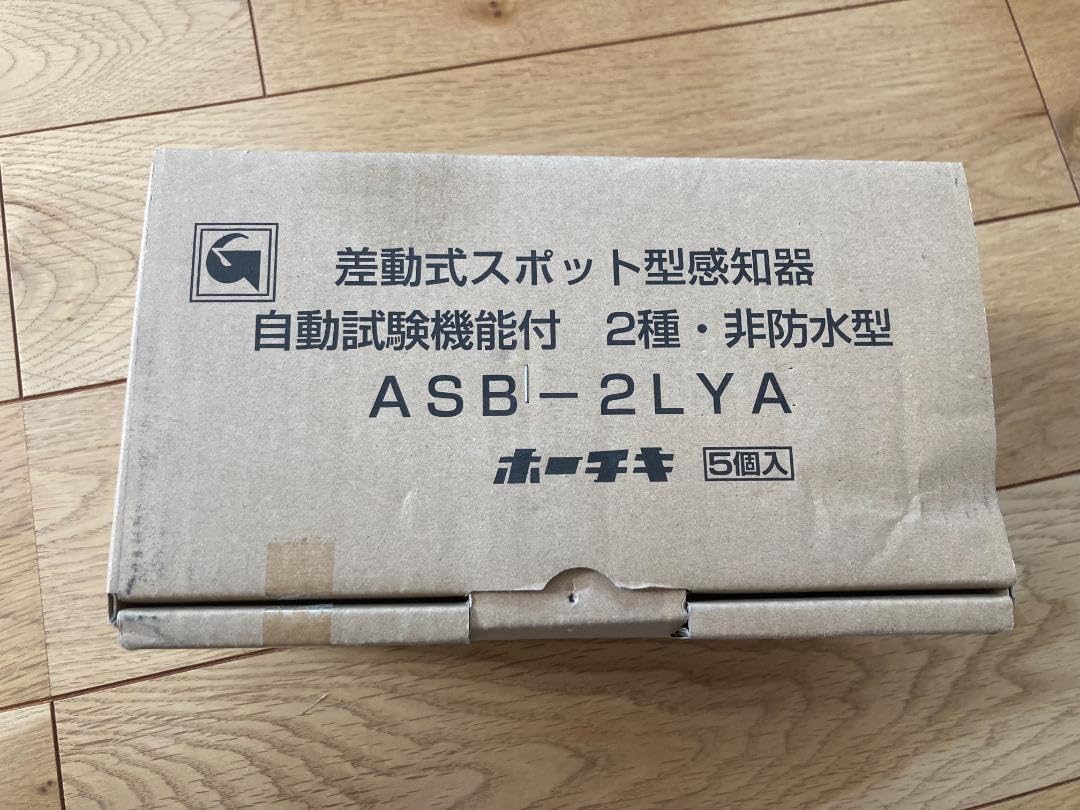 差動式スポット型感知器
自動試験機能付　2種・非防水型
ASB-2LYA
ホーチキ 5個入